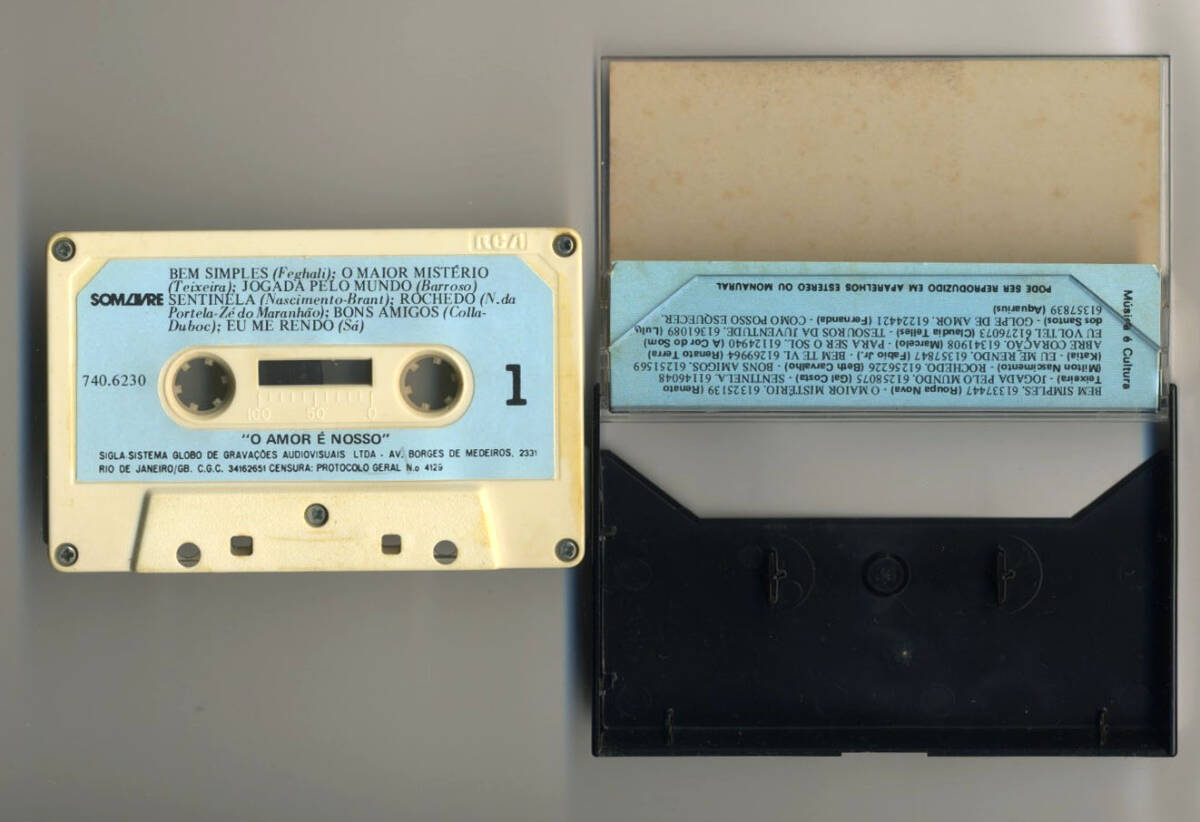 RCA
BEM SIMPLES (Feghali); O MAIOR MISTÉRIO
(Teixeira); JOGADA PELO MUNDO (Barroso)
SOM LIVRE SENTINELA (Nascimento-Brant); ROCHEDO (N. da
Portela-Zé do Maranhão); BONS AMIGOS (Colla-
Duboc); EU ME RENDO (Sá)
740.6230
100 50 0
1
"O AMOR É NOSSO"
SIGLA-SISTEMA GLOBO DE GRAVAÇÕES AUDIOVISUAIS LTDA - AV. BORGES DE MEDEIROS, 2331
RIO DE JANEIRO/GB. C.G.C. 34162651 CENSURA: PROTOCOLO GERAL N.o 4129
BEM SIMPLES. 61337447 (Roupa Nova) - O MAIOR MISTÉRIO. 61325139 (Renato
Teixeira) - JOGADA PELO MUNDO. 61258075 (Gal Costa) - SENTINELA. 61146048
(Milton Nascimento) - ROCHEDO. 61256226 (Beth Carvalho) - BONS AMIGOS. 61251569
(Katia) - EU ME RENDO. 61357847 (Fábio Jr.) - BEM TE VI. 61269964 (Renato Terra)
ABRE CORAÇÃO. 61341908 (Marcelo) - PARA SER O SOL. 61124940 (A Cor do Som)
EU VOLTEI. 61276073 (Claudia Telles) - TESOUROS DA JUVENTUDE. 61361089 (Lulu
dos Santos) - GOLPE DE AMOR. 61224421 (Fernanda) - COMO POSSO ESQUECER.
61357839 (Aquarius)
PODE SER REPRODUZIDO EM APARELHOS ESTEREO OU MONAURAL
Música é Cultura